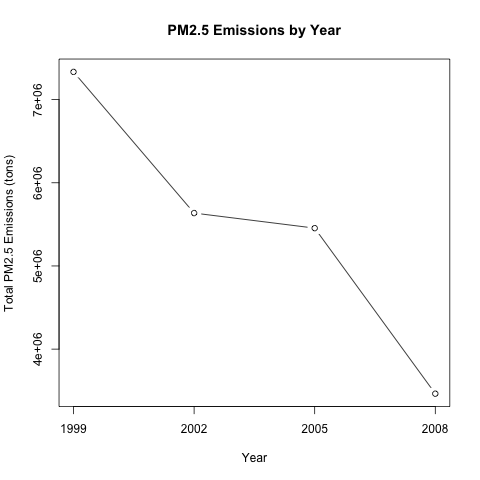 PM2.5 Emissions by Year
Total PM2.5 Emissions (tons)
7e+06
6e+06
5e+06
4e+06
1999 2002 2005 2008
Year